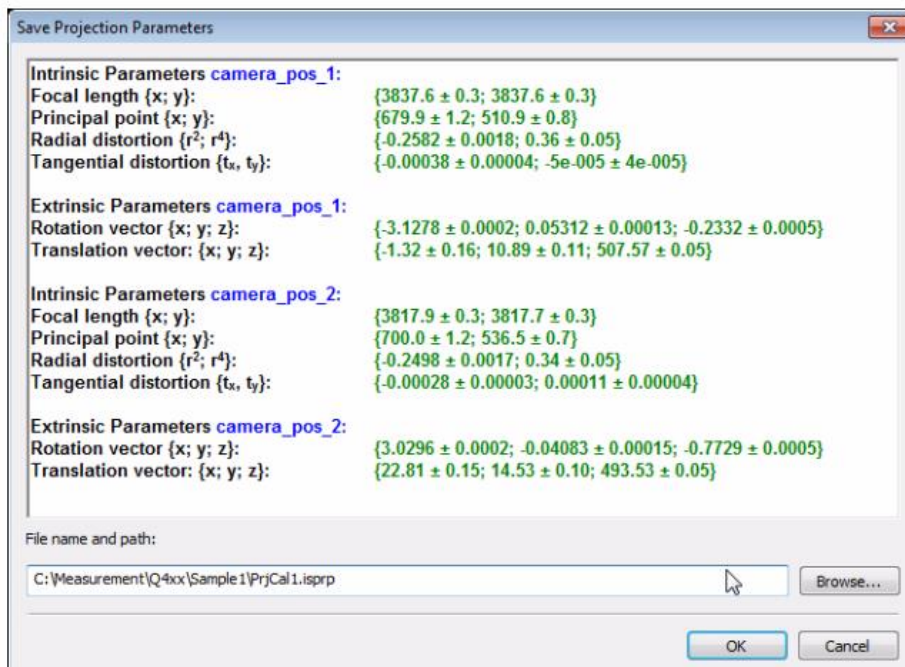 Save Projection Parameters
Intrinsic Parameters camera_pos_1:
Focal length {x; y}: {3837.6 ± 0.3; 3837.6 ± 0.3}
Principal point {x; y}: {679.9 ± 1.2; 510.9 ± 0.8}
Radial distortion {r²; r⁴}: {-0.2582 ± 0.0018; 0.36 ± 0.05}
Tangential distortion {tₓ, tᵧ}: {-0.00038 ± 0.00004; -5e-005 ± 4e-005}
Extrinsic Parameters camera_pos_1:
Rotation vector {x; y; z}: {-3.1278 ± 0.0002; 0.05312 ± 0.00013; -0.2332 ± 0.0005}
Translation vector: {x; y; z}: {-1.32 ± 0.16; 10.89 ± 0.11; 507.57 ± 0.05}
Intrinsic Parameters camera_pos_2:
Focal length {x; y}: {3817.9 ± 0.3; 3817.7 ± 0.3}
Principal point {x; y}: {700.0 ± 1.2; 536.5 ± 0.7}
Radial distortion {r²; r⁴}: {-0.2498 ± 0.0017; 0.34 ± 0.05}
Tangential distortion {tₓ, tᵧ}: {-0.00028 ± 0.00003; 0.00011 ± 0.00004}
Extrinsic Parameters camera_pos_2:
Rotation vector {x; y; z}: {3.0296 ± 0.0002; -0.04083 ± 0.00015; -0.7729 ± 0.0005}
Translation vector: {x; y; z}: {22.81 ± 0.15; 14.53 ± 0.10; 493.53 ± 0.05}
File name and path:
C:\Measurement\Q4xx\Sample1\PrjCal1.isprp Browse...
OK Cancel